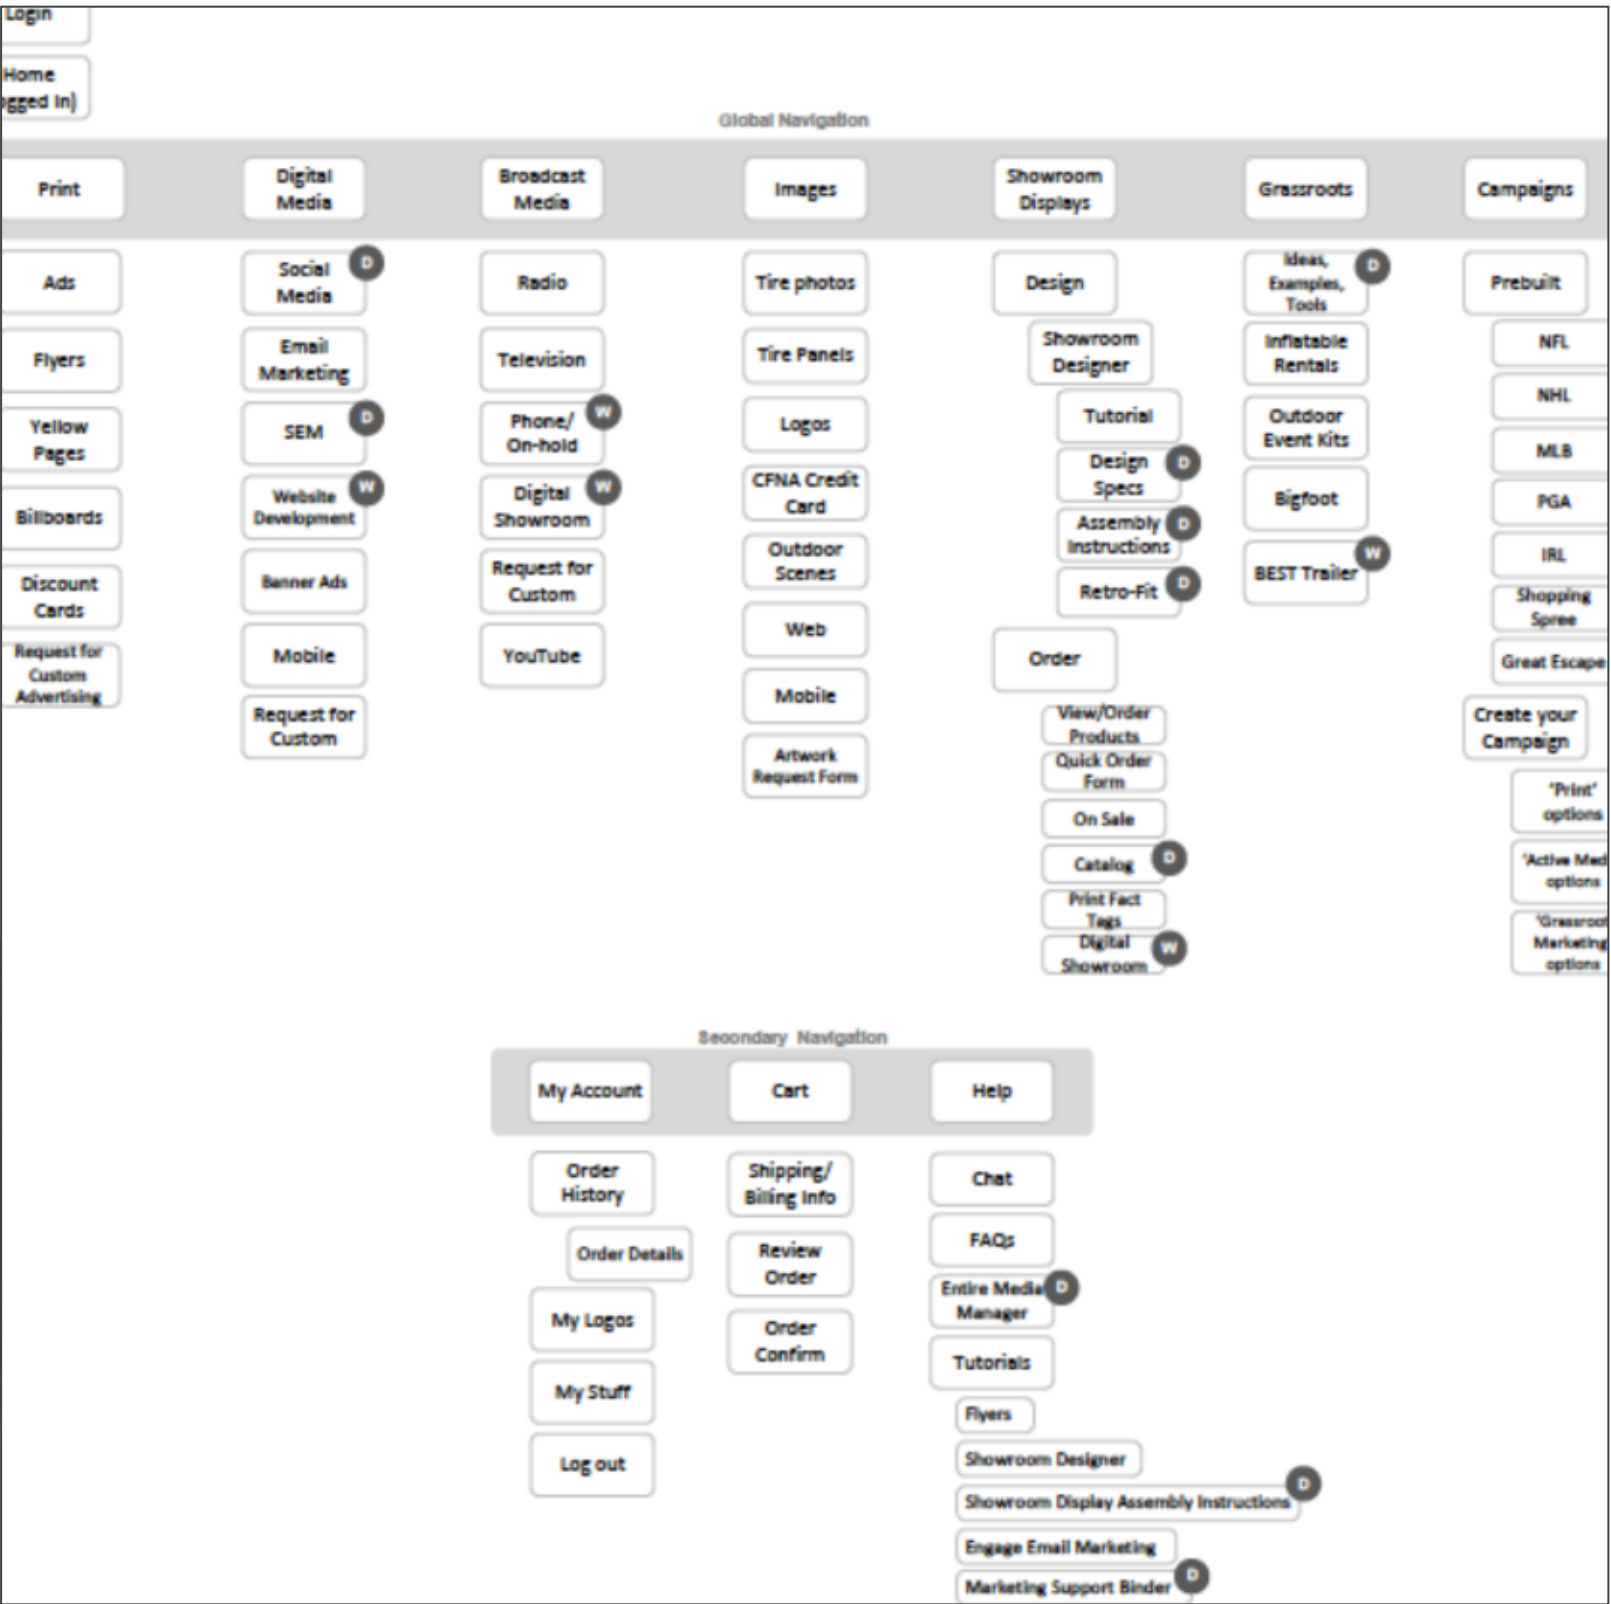 Login
Home
ogged In)
Global Navigation
Print
Digital
Media
Broadcast
Media
Images
Showroom
Displays
Grassroots
Campaigns
Ads
Flyers
Yellow
Pages
Billboards
Discount
Cards
Request for
Custom
Advertising
Social
Media
D
Email
Marketing
SEM
D
Website
Development
W
Banner Ads
Mobile
Request for
Custom
Radio
Television
Phone/
On-hold
W
Digital
Showroom
W
Request for
Custom
YouTube
Tire photos
Tire Panels
Logos
CFNA Credit
Card
Outdoor
Scenes
Web
Mobile
Artwork
Request Form
Design
Showroom
Designer
Tutorial
Design
Specs
D
Assembly
Instructions
D
Retro-Fit
D
Order
View/Order
Products
Quick Order
Form
On Sale
Catalog
D
Print Fact
Tags
Digital
Showroom
W
Ideas,
Examples,
Tools
D
Inflatable
Rentals
Outdoor
Event Kits
Bigfoot
BEST Trailer
W
Prebuilt
NFL
NHL
MLB
PGA
IRL
Shopping
Spree
Great Escape
Create your
Campaign
'Print'
options
'Active Med
options
'Grassroot
Marketing
options
Secondary Navigation
My Account
Cart
Help
Order
History
Order Details
My Logos
My Stuff
Log out
Shipping/
Billing Info
Review
Order
Order
Confirm
Chat
FAQs
Entire Media
Manager
D
Tutorials
Flyers
Showroom Designer
Showroom Display Assembly Instructions
D
Engage Email Marketing
Marketing Support Binder
D